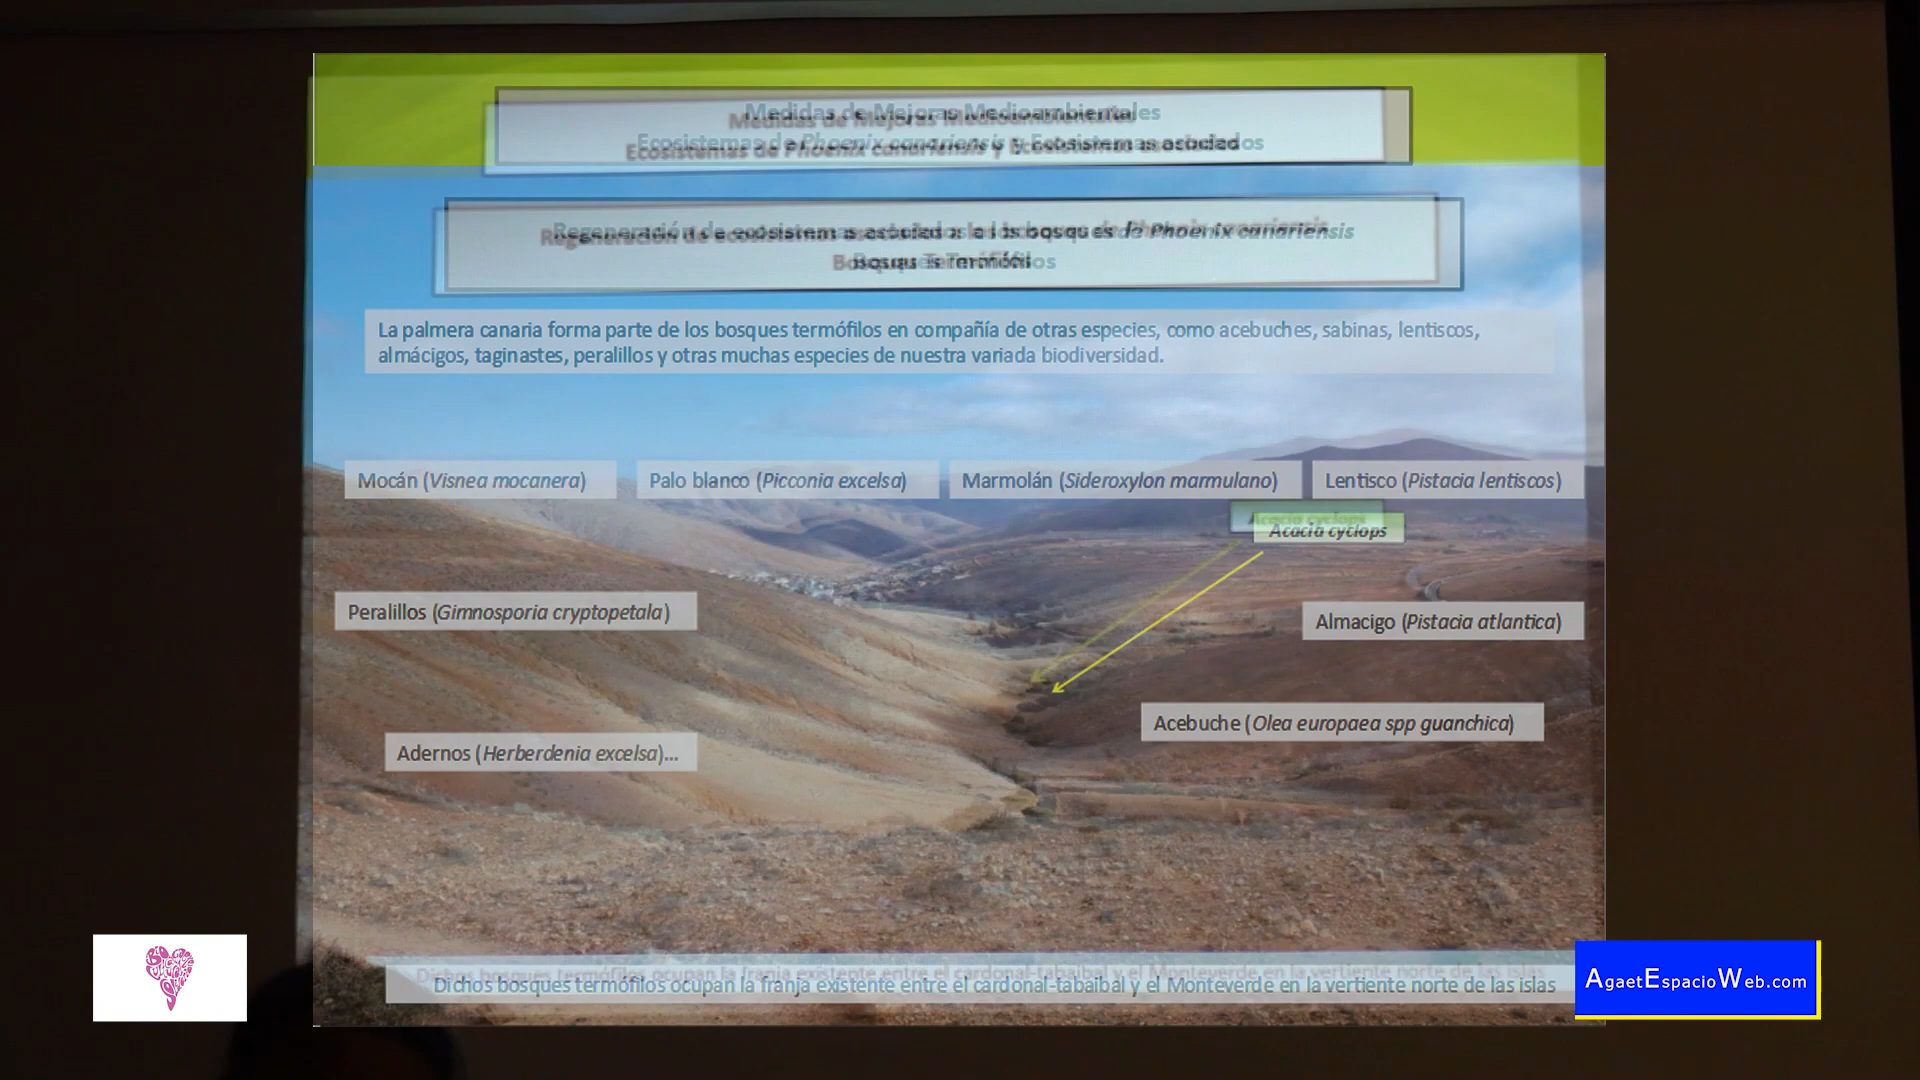 Medidas de Mejoras Medioambientales
Ecosistemas de Phoenix canariensis y Ecosistemas asociados
Regeneración de ecosistemas asociados a los bosques de Phoenix canariensis
Bosques Termófilos
La palmera canaria forma parte de los bosques termófilos en compañía de otras especies, como acebuches, sabinas, lentiscos,
almácigos, taginastes, peralillos y otras muchas especies de nuestra variada biodiversidad.
Mocán (Visnea mocanera)
Palo blanco (Picconia excelsa)
Marmolán (Sideroxylon marmulano)
Lentisco (Pistacia lentiscos)
Acacia cyclops
Peralillos (Gimnosporia cryptopetala)
Almacigo (Pistacia atlantica)
Acebuche (Olea europaea spp guanchica)
Adernos (Herberdenia excelsa)...
Dichos bosques termófilos ocupan la franja existente entre el cardonal-tabaibal y el Monteverde en la vertiente norte de las islas
AgaetEspacioWeb.com